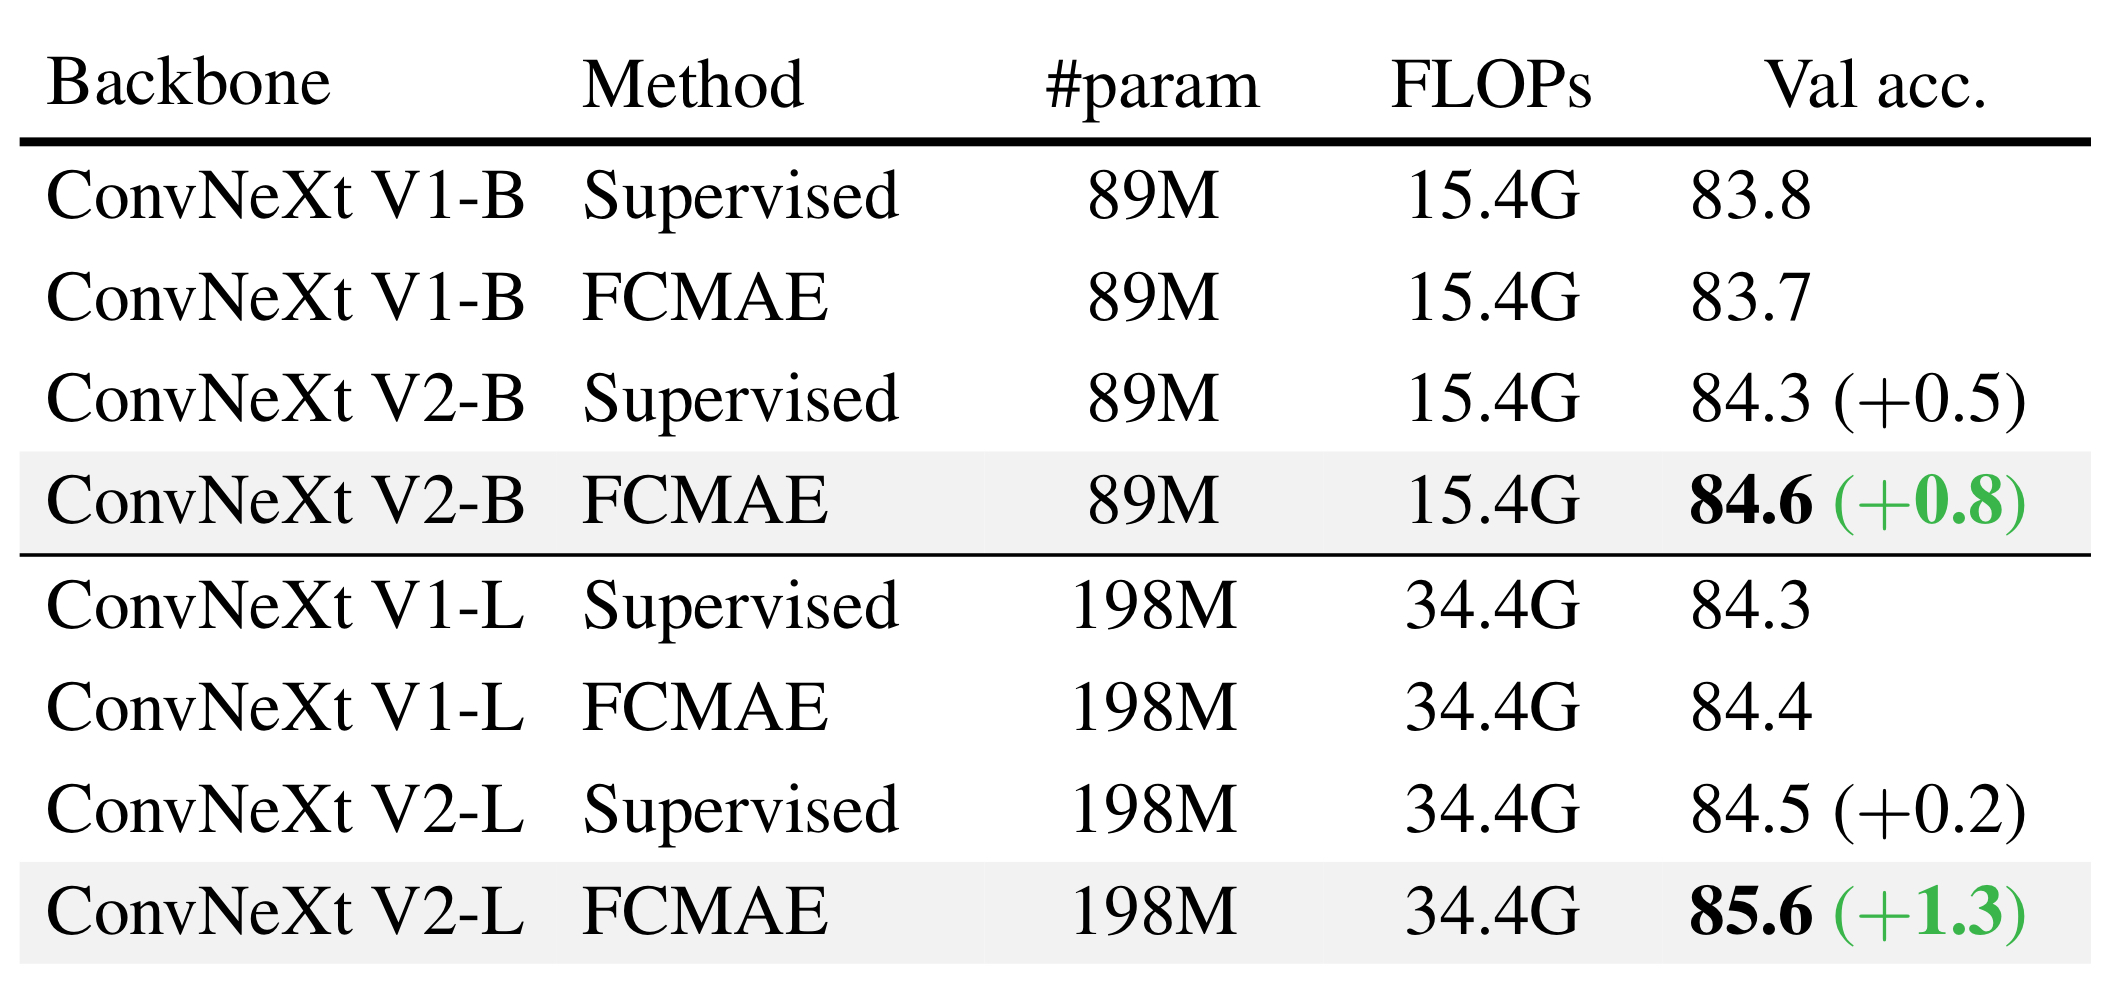 Backbone Method #param FLOPs Val acc.
ConvNeXt V1-B Supervised 89M 15.4G 83.8
ConvNeXt V1-B FCMAE 89M 15.4G 83.7
ConvNeXt V2-B Supervised 89M 15.4G 84.3 (+0.5)
ConvNeXt V2-B FCMAE 89M 15.4G 84.6 (+0.8)
ConvNeXt V1-L Supervised 198M 34.4G 84.3
ConvNeXt V1-L FCMAE 198M 34.4G 84.4
ConvNeXt V2-L Supervised 198M 34.4G 84.5 (+0.2)
ConvNeXt V2-L FCMAE 198M 34.4G 85.6 (+1.3)